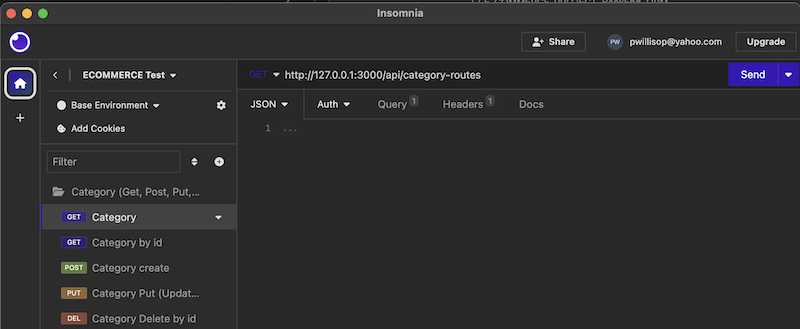 Insomnia
Share
PW pwillisop@yahoo.com
Upgrade
ECOMMERCE Test
GET http://127.0.0.1:3000/api/category-routes
Send
Base Environment
JSON Auth Query 1 Headers 1 Docs
Add Cookies
1 ...
Filter
Category (Get, Post, Put,...
GET Category
GET Category by id
POST Category create
PUT Category Put (Updat...
DEL Category Delete by id